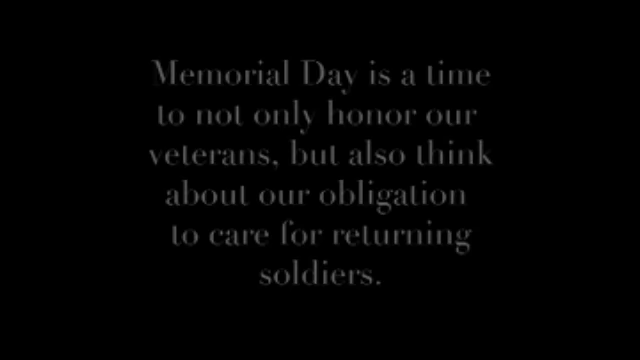 Memorial Day is a time
to not only honor our
veterans, but also think
about our obligation
to care for returning
soldiers.